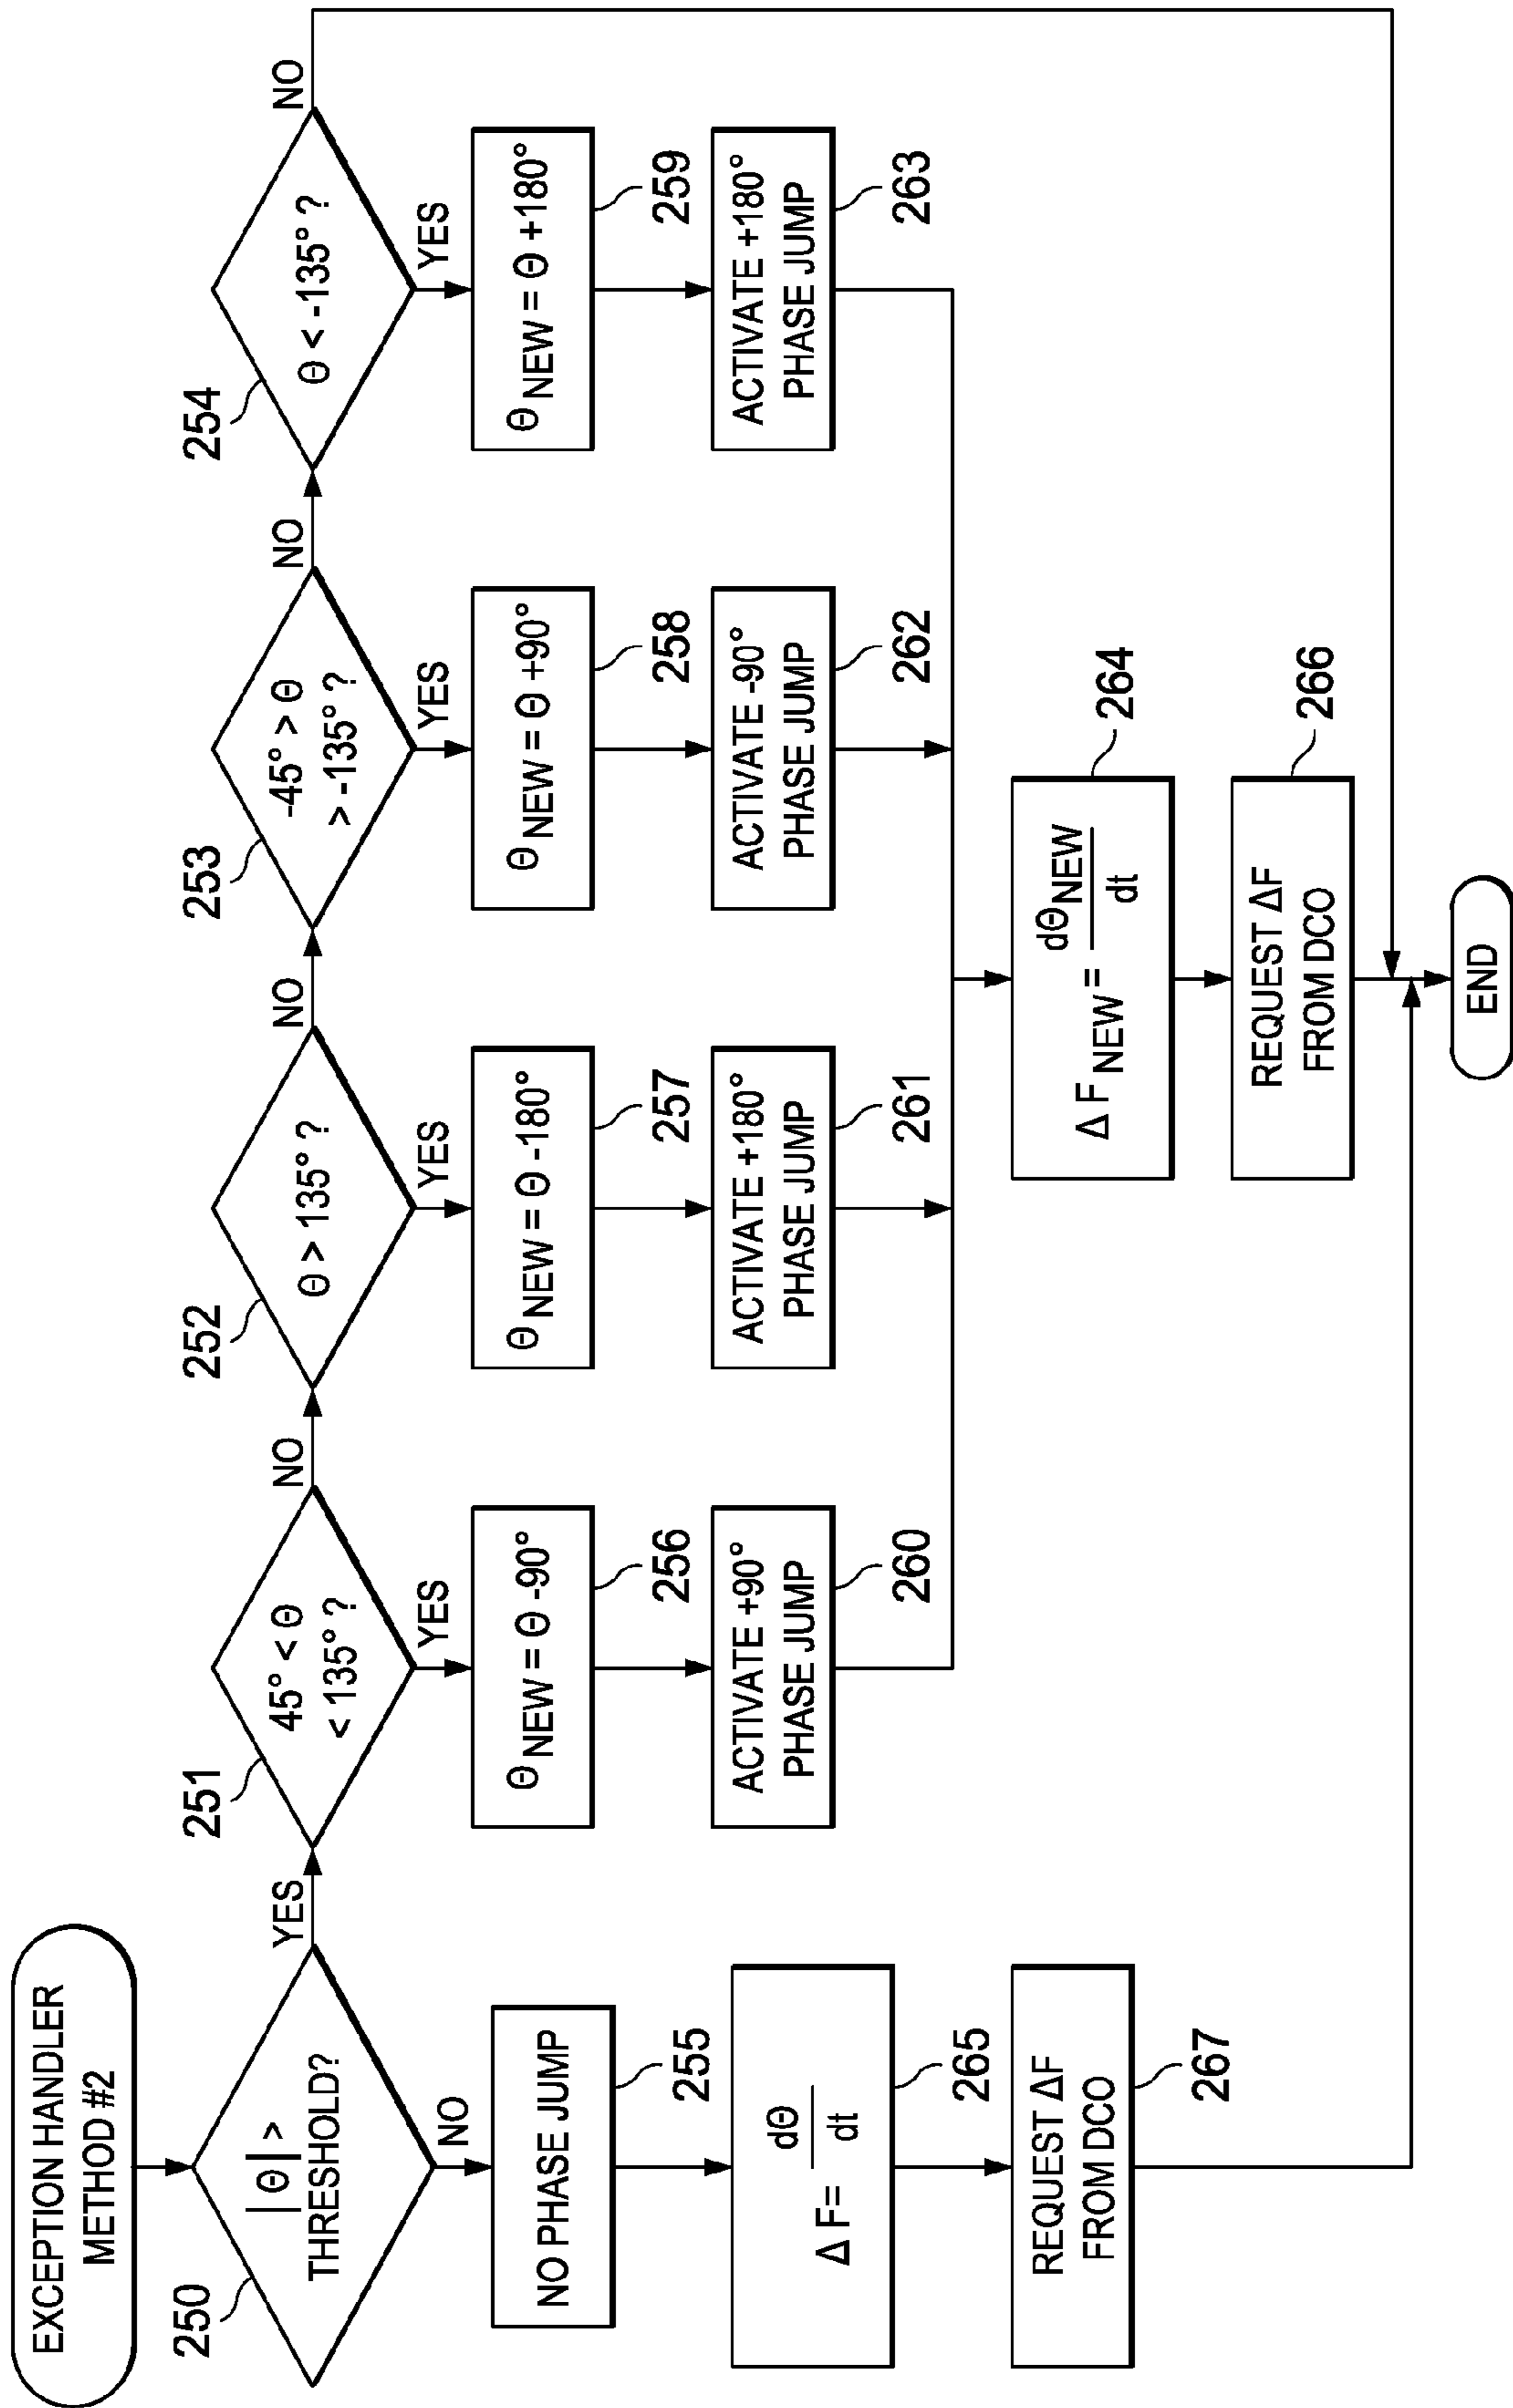 EXCEPTION HANDLER
METHOD #2
250
|Θ| >
THRESHOLD?
YES
NO
251
45° < Θ
< 135° ?
NO
YES
252
Θ > 135° ?
NO
YES
253
-45° > Θ
> -135° ?
NO
YES
254
Θ < -135° ?
NO
YES
NO PHASE JUMP
255
Θ NEW = Θ -90°
256
Θ NEW = Θ -180°
257
Θ NEW = Θ +90°
258
Θ NEW = Θ +180°
259
ACTIVATE +90°
PHASE JUMP
260
ACTIVATE +180°
PHASE JUMP
261
ACTIVATE -90°
PHASE JUMP
262
ACTIVATE +180°
PHASE JUMP
263
Δ F= dΘ
dt
265
Δ F NEW = dΘ NEW
dt
264
REQUEST ΔF
FROM DCO
267
REQUEST ΔF
FROM DCO
266
END